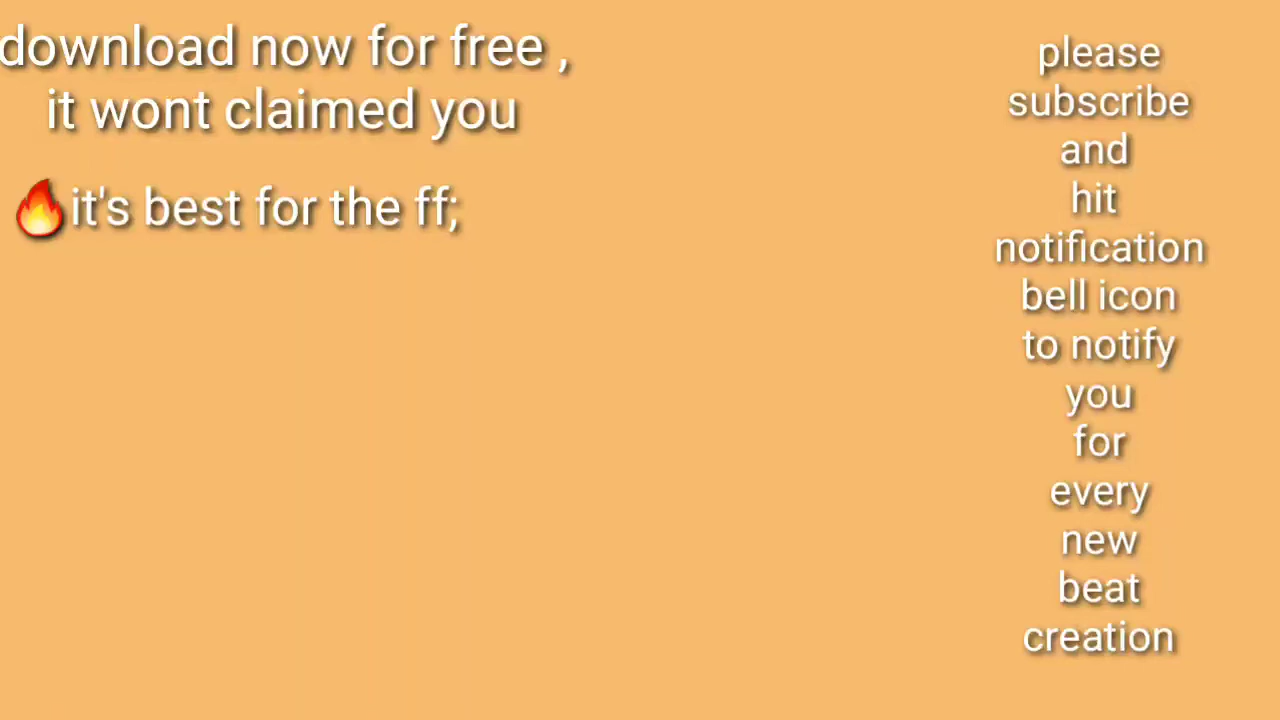 download now for free ,
it wont claimed you
🔥it's best for the ff;
please
subscribe
and
hit
notification
bell icon
to notify
you
for
every
new
beat
creation